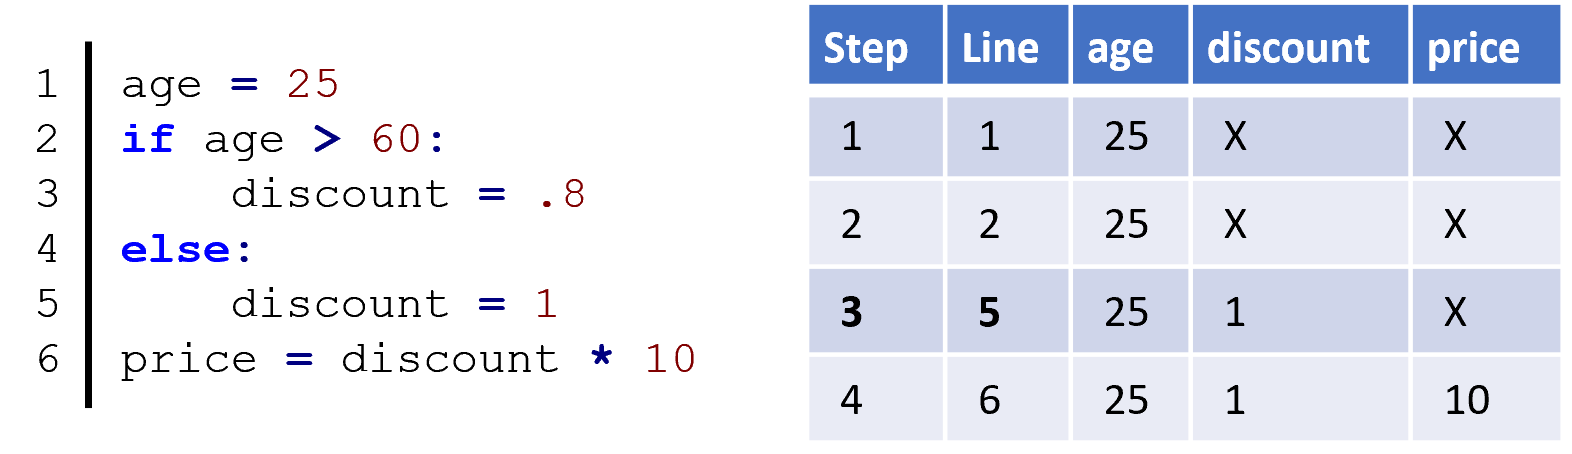 1 age = 25
2 if age > 60:
3     discount = .8
4 else:
5     discount = 1
6 price = discount * 10
Step Line age discount price
1 1 25 X X
2 2 25 X X
3 5 25 1 X
4 6 25 1 10